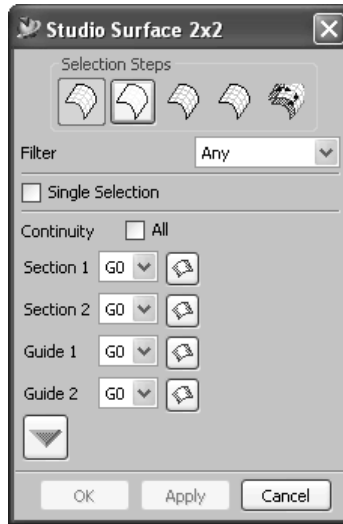 Studio Surface 2x2
Selection Steps
Filter Any
Single Selection
Continuity All
Section 1 G0
Section 2 G0
Guide 1 G0
Guide 2 G0
OK Apply Cancel